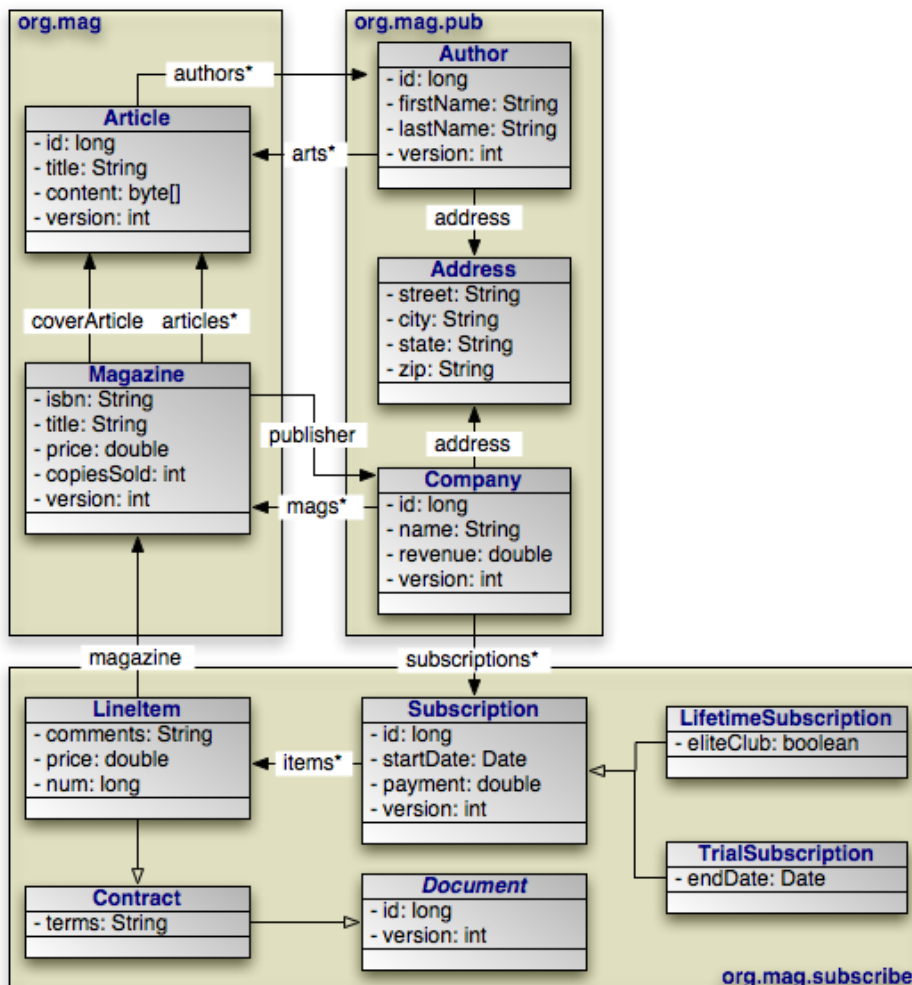 org.mag
org.mag.pub
authors*
Author
- id: long
- firstName: String
- lastName: String
- version: int
Article
- id: long
- title: String
- content: byte[]
- version: int
arts*
address
Address
- street: String
- city: String
- state: String
- zip: String
coverArticle
articles*
Magazine
- isbn: String
- title: String
- price: double
- copiesSold: int
- version: int
publisher
address
mags*
Company
- id: long
- name: String
- revenue: double
- version: int
magazine
subscriptions*
LineItem
- comments: String
- price: double
- num: long
items*
Subscription
- id: long
- startDate: Date
- payment: double
- version: int
LifetimeSubscription
- eliteClub: boolean
TrialSubscription
- endDate: Date
Contract
- terms: String
Document
- id: long
- version: int
org.mag.subscribe